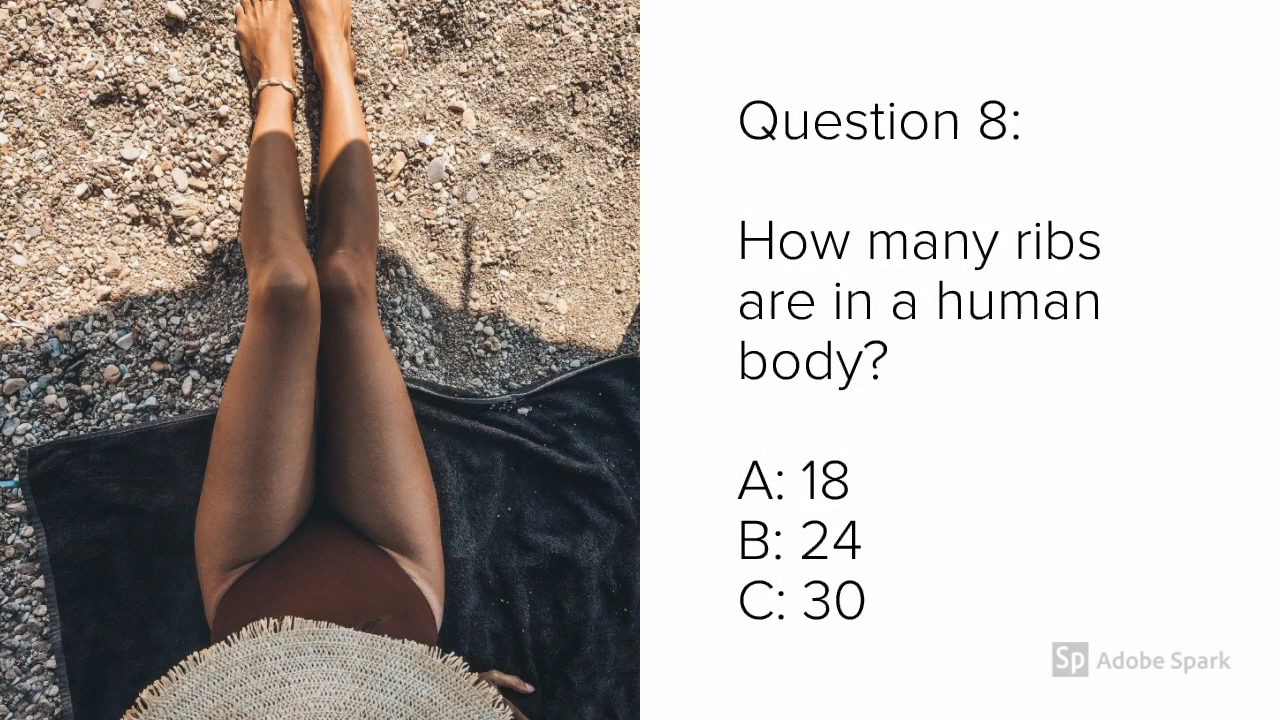 Question 8:
How many ribs
are in a human
body?
A: 18
B: 24
C: 30
Sp Adobe Spark